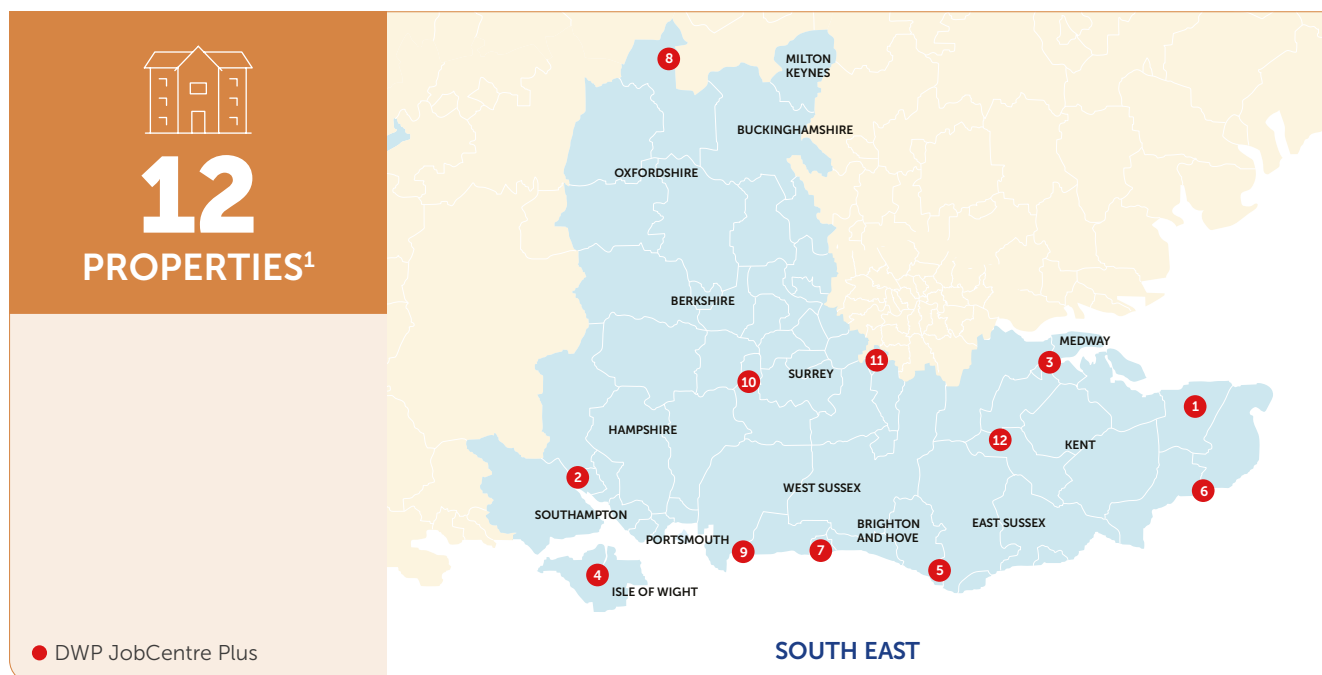 12
PROPERTIES¹
DWP JobCentre Plus
8
MILTON
KEYNES
BUCKINGHAMSHIRE
OXFORDSHIRE
BERKSHIRE
MEDWAY
11
3
10
SURREY
1
HAMPSHIRE
12
KENT
2
WEST SUSSEX
6
SOUTHAMPTON
BRIGHTON
AND HOVE
EAST SUSSEX
PORTSMOUTH
9
7
5
4
ISLE OF WIGHT
SOUTH EAST